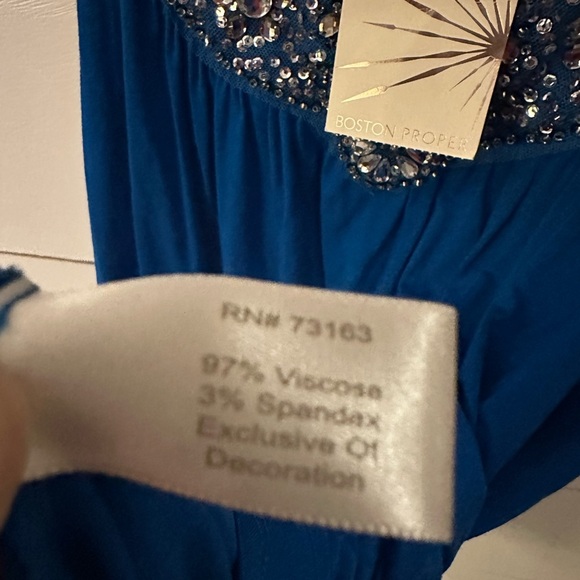 BOSTON PROPER
RN# 73163
97% Viscose
3% Spandex
Exclusive Of
Decoration